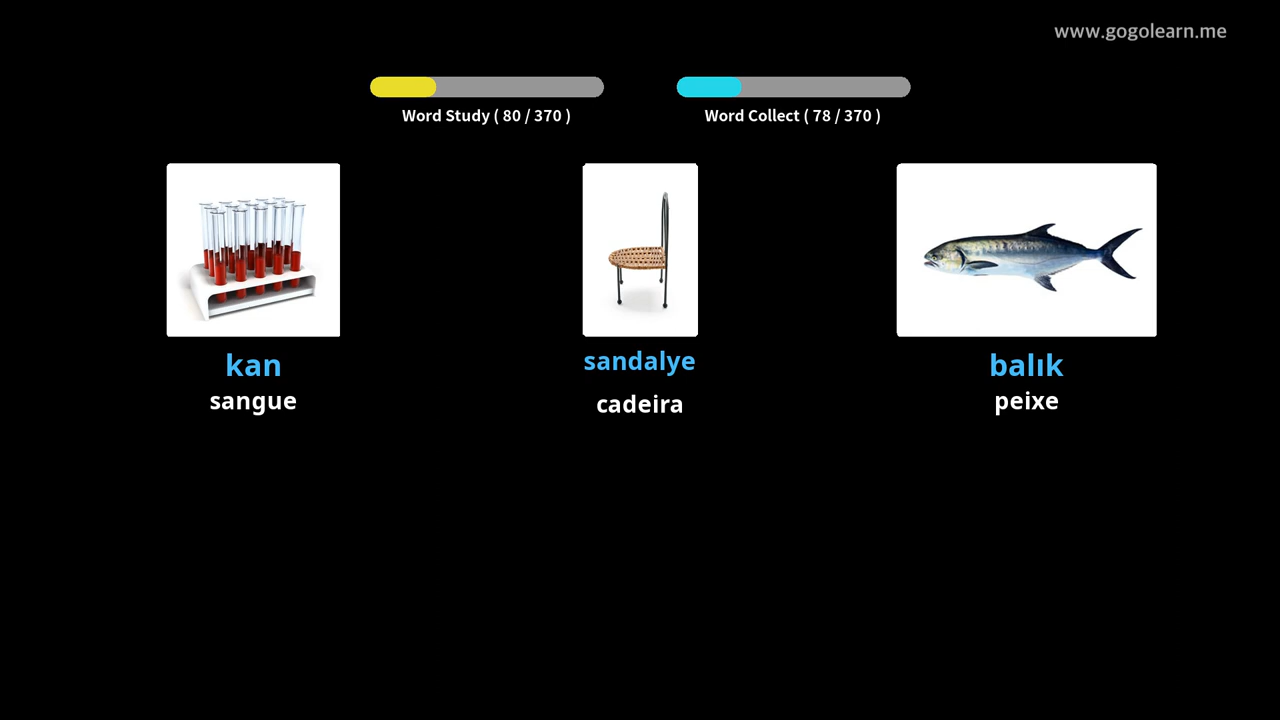 www.gogolearn.me
Word Study ( 80 / 370 )
Word Collect ( 78 / 370 )
kan
sangue
sandalye
cadeira
balık
peixe